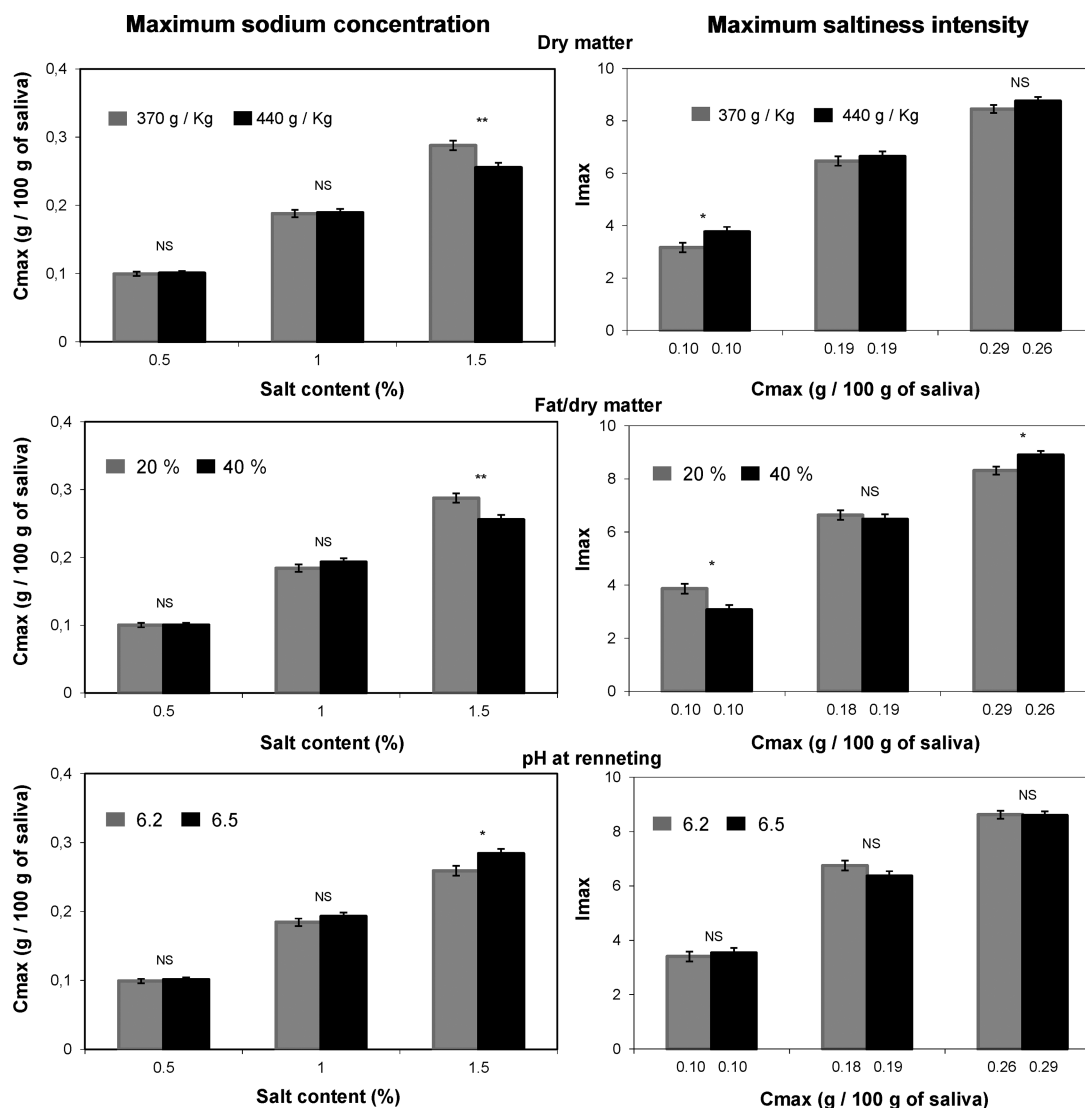 Maximum sodium concentration
Maximum saltiness intensity
Dry matter
Cmax (g / 100 g of saliva)
0,4
0,3
0,2
0,1
0
370 g / Kg 440 g / Kg
NS
NS
**
0.5 1 1.5
Salt content (%)
Imax
10
8
6
4
2
0
370 g/Kg 440 g/Kg
*
NS
0.10 0.10 0.19 0.19 0.29 0.26
Cmax (g / 100 g of saliva)
Fat/dry matter
Cmax (g / 100 g of saliva)
0,4
0,3
0,2
0,1
0
20 % 40 %
NS
NS
**
0.5 1 1.5
Salt content (%)
Imax
10
8
6
4
2
0
20 % 40 %
*
NS
*
0.10 0.10 0.18 0.19 0.29 0.26
Cmax (g / 100 g of saliva)
pH at renneting
Cmax (g / 100 g of saliva)
0,4
0,3
0,2
0,1
0
6.2 6.5
NS
NS
*
0.5 1 1.5
Salt content (%)
Imax
10
8
6
4
2
0
6.2 6.5
NS
NS
NS
0.10 0.10 0.18 0.19 0.26 0.29
Cmax (g / 100 g of saliva)